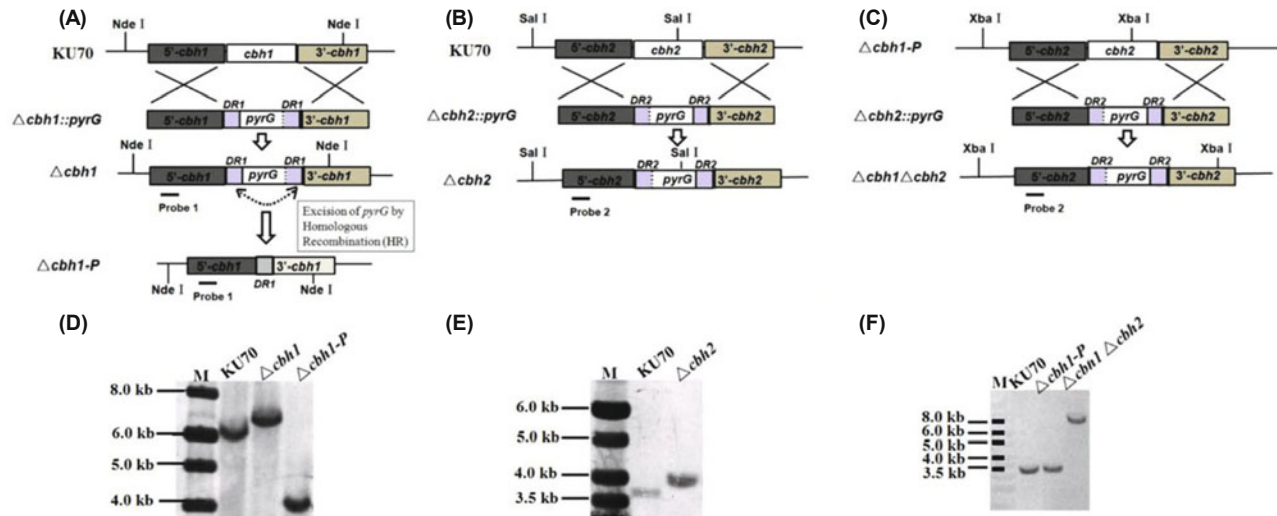 (A)
Nde I
Nde I
KU70
5'-cbh1
cbh1
3'-cbh1
DR1
DR1
△cbh1::pyrG
5'-cbh1
pyrG
3'-cbh1
Nde I
Nde I
DR1
DR1
△cbh1
5'-cbh1
pyrG
3'-cbh1
Probe 1
Excision of pyrG by
Homologous
Recombination (HR)
△cbh1-P
5'-cbh1
3'-cbh1
Nde I
DR1
Nde I
Probe 1
(B)
Sal I
Sal I
KU70
5'-cbh2
cbh2
3'-cbh2
DR2
DR2
△cbh2::pyrG
5'-cbh2
pyrG
3'-cbh2
Sal I
Sal I
DR2
DR2
△cbh2
5'-cbh2
pyrG
3'-cbh2
Probe 2
(C)
Xba I
Xba I
△cbh1-P
5'-cbh2
cbh2
3'-cbh2
DR2
DR2
△cbh2::pyrG
5'-cbh2
pyrG
3'-cbh2
Xba I
Xba I
DR2
DR2
△cbh1△cbh2
5'-cbh2
pyrG
3'-cbh2
Probe 2
(D)
M
KU70
△cbh1
△cbh1-P
8.0 kb
6.0 kb
5.0 kb
4.0 kb
(E)
M
KU70
△cbh2
6.0 kb
5.0 kb
4.0 kb
3.5 kb
(F)
M
KU70
△cbh1-P
△cbn1 △cbh2
8.0 kb
6.0 kb
5.0 kb
4.0 kb
3.5 kb